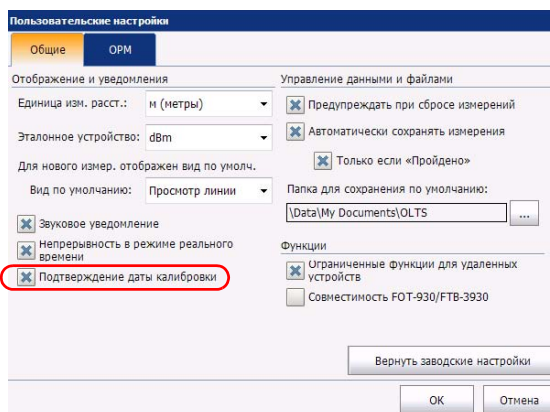 Пользовательские настройки
Общие
OPM
Отображение и уведомления
Единица изм. расст.:
м (метры)
Эталонное устройство:
dBm
Для нового измер. отображен вид по умолч.
Вид по умолчанию:
Просмотр линии
Звуковое уведомление
Непрерывность в режиме реального
времени
Подтверждение даты калибровки
Управление данными и файлами
Предупреждать при сбросе измерений
Автоматически сохранять измерения
Только если «Пройдено»
Папка для сохранения по умолчанию:
\Data\My Documents\OLTS
...
Функции
Ограниченные функции для удаленных
устройств
Совместимость FOT-930/FTB-3930
Вернуть заводские настройки
OK
Отмена